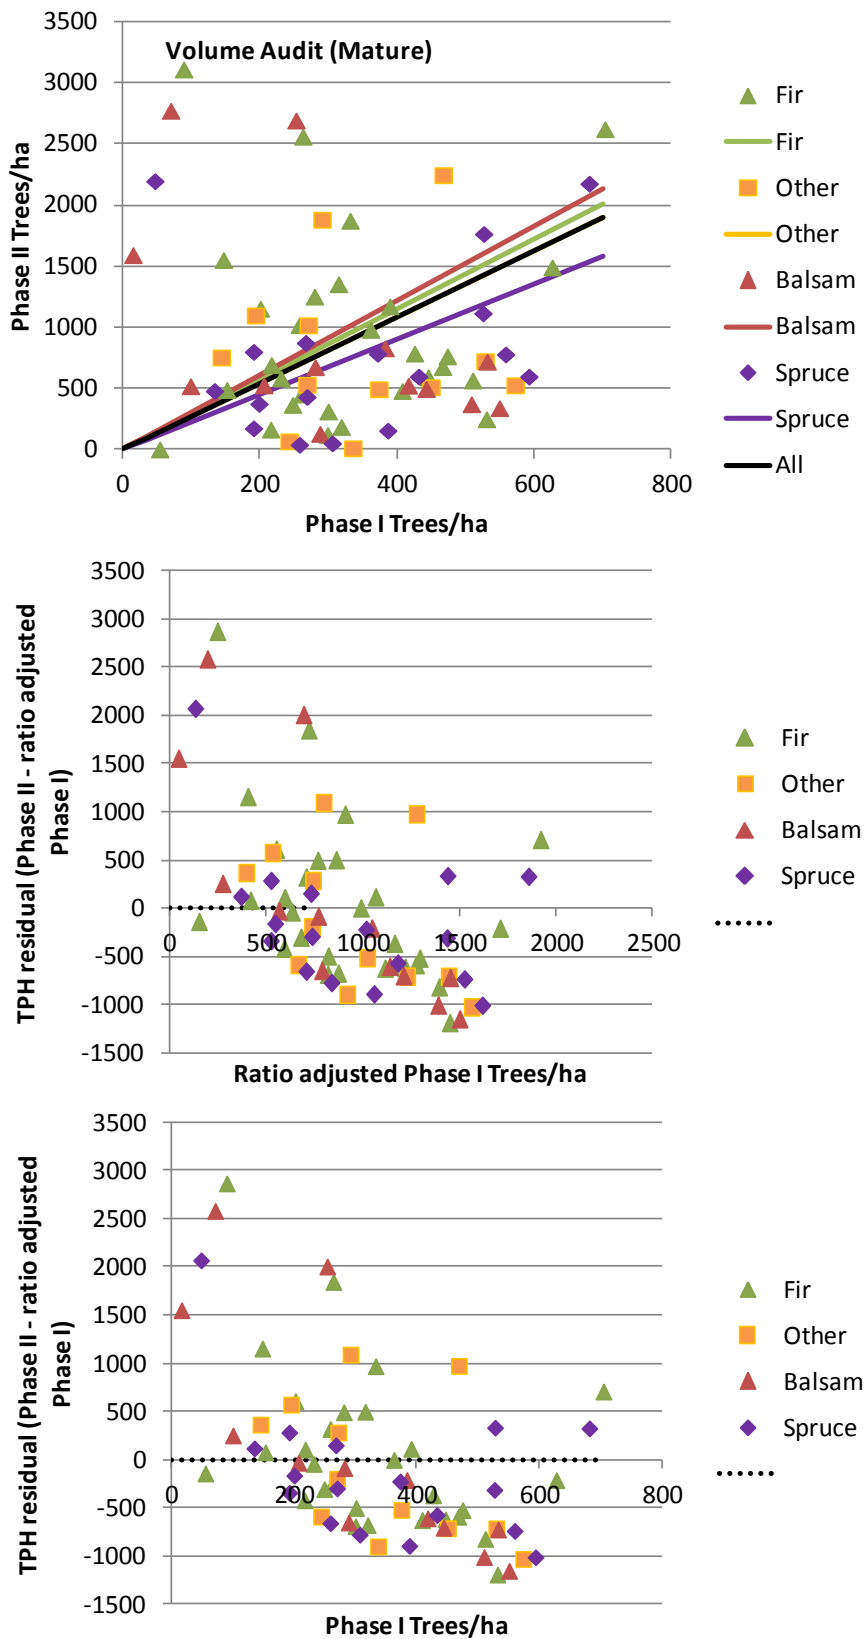 Volume Audit (Mature)
Phase II Trees/ha
3500
3000
2500
2000
1500
1000
500
0
0 200 400 600 800
Phase I Trees/ha
Fir
Fir
Other
Other
Balsam
Balsam
Spruce
Spruce
All
TPH residual (Phase II - ratio adjusted
Phase I)
3500
3000
2500
2000
1500
1000
500
0
-500
-1000
-1500
0 500 1000 1500 2000 2500
Ratio adjusted Phase I Trees/ha
Fir
Other
Balsam
Spruce
TPH residual (Phase II - ratio adjusted
Phase I)
3500
3000
2500
2000
1500
1000
500
0
-500
-1000
-1500
0 200 400 600 800
Phase I Trees/ha
Fir
Other
Balsam
Spruce